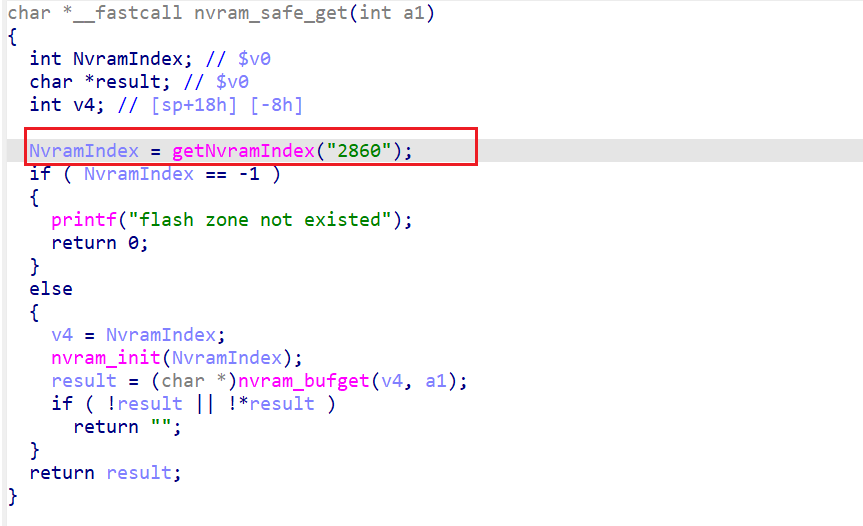 char *__fastcall nvram_safe_get(int a1)
{
  int NvramIndex; // $v0
  char *result; // $v0
  int v4; // [sp+18h] [-8h]

  NvramIndex = getNvramIndex("2860");
  if ( NvramIndex == -1 )
  {
    printf("flash zone not existed");
    return 0;
  }
  else
  {
    v4 = NvramIndex;
    nvram_init(NvramIndex);
    result = (char *)nvram_bufget(v4, a1);
    if ( !result || !*result )
      return "";
  }
  return result;
}